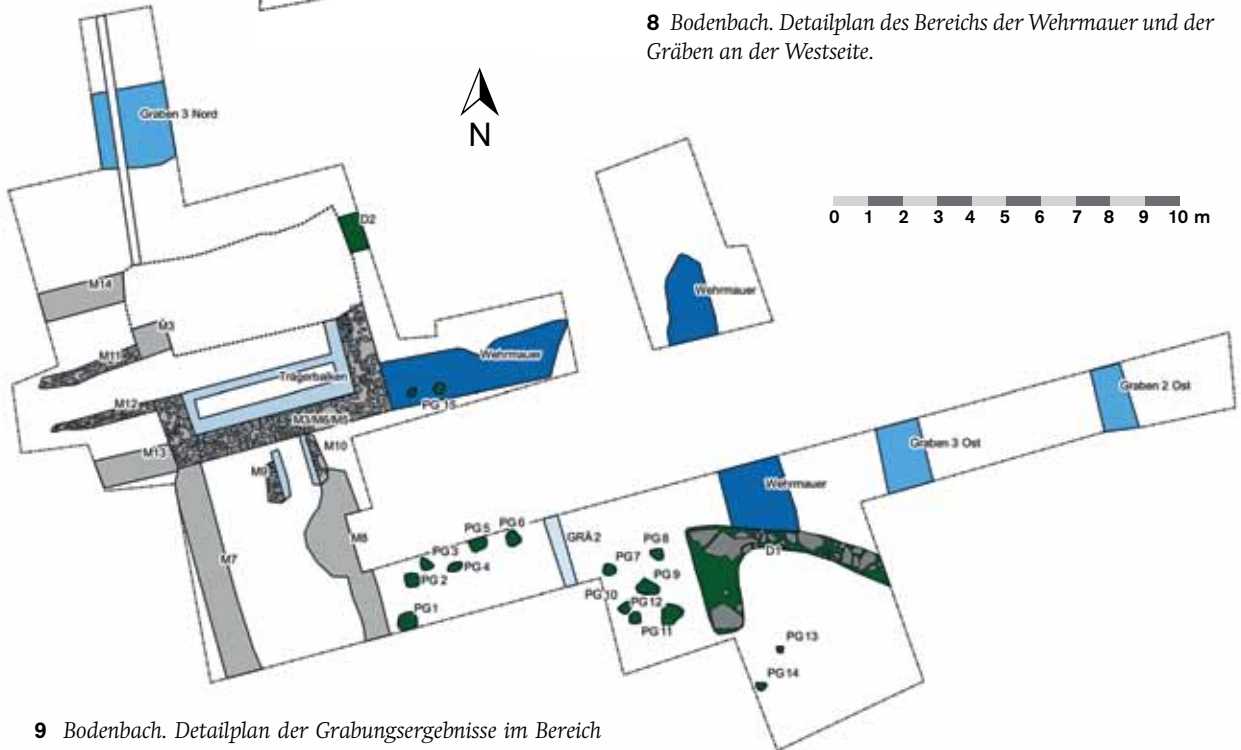 8 Bodenbach. Detailplan des Bereichs der Wehrmauer und der
Gräben an der Westseite.
Graben 3 Nord
N
0 1 2 3 4 5 6 7 8 9 10 m
D2
M14
Wehrmauer
M3
M11
Wehrmauer
Trägerbalken
Graben 2 Ost
M12
PG 15
M3/M6/M5
M10
Graben 3 Ost
M13
M9
Wehrmauer
PG 5
PG 6
GRÄ 2
M8
PG 8
PG 3
D1
M7
PG 7
PG 4
PG 2
PG 9
PG 10
PG 12
PG1
PG 11
PG 13
PG 14
9 Bodenbach. Detailplan der Grabungsergebnisse im Bereich